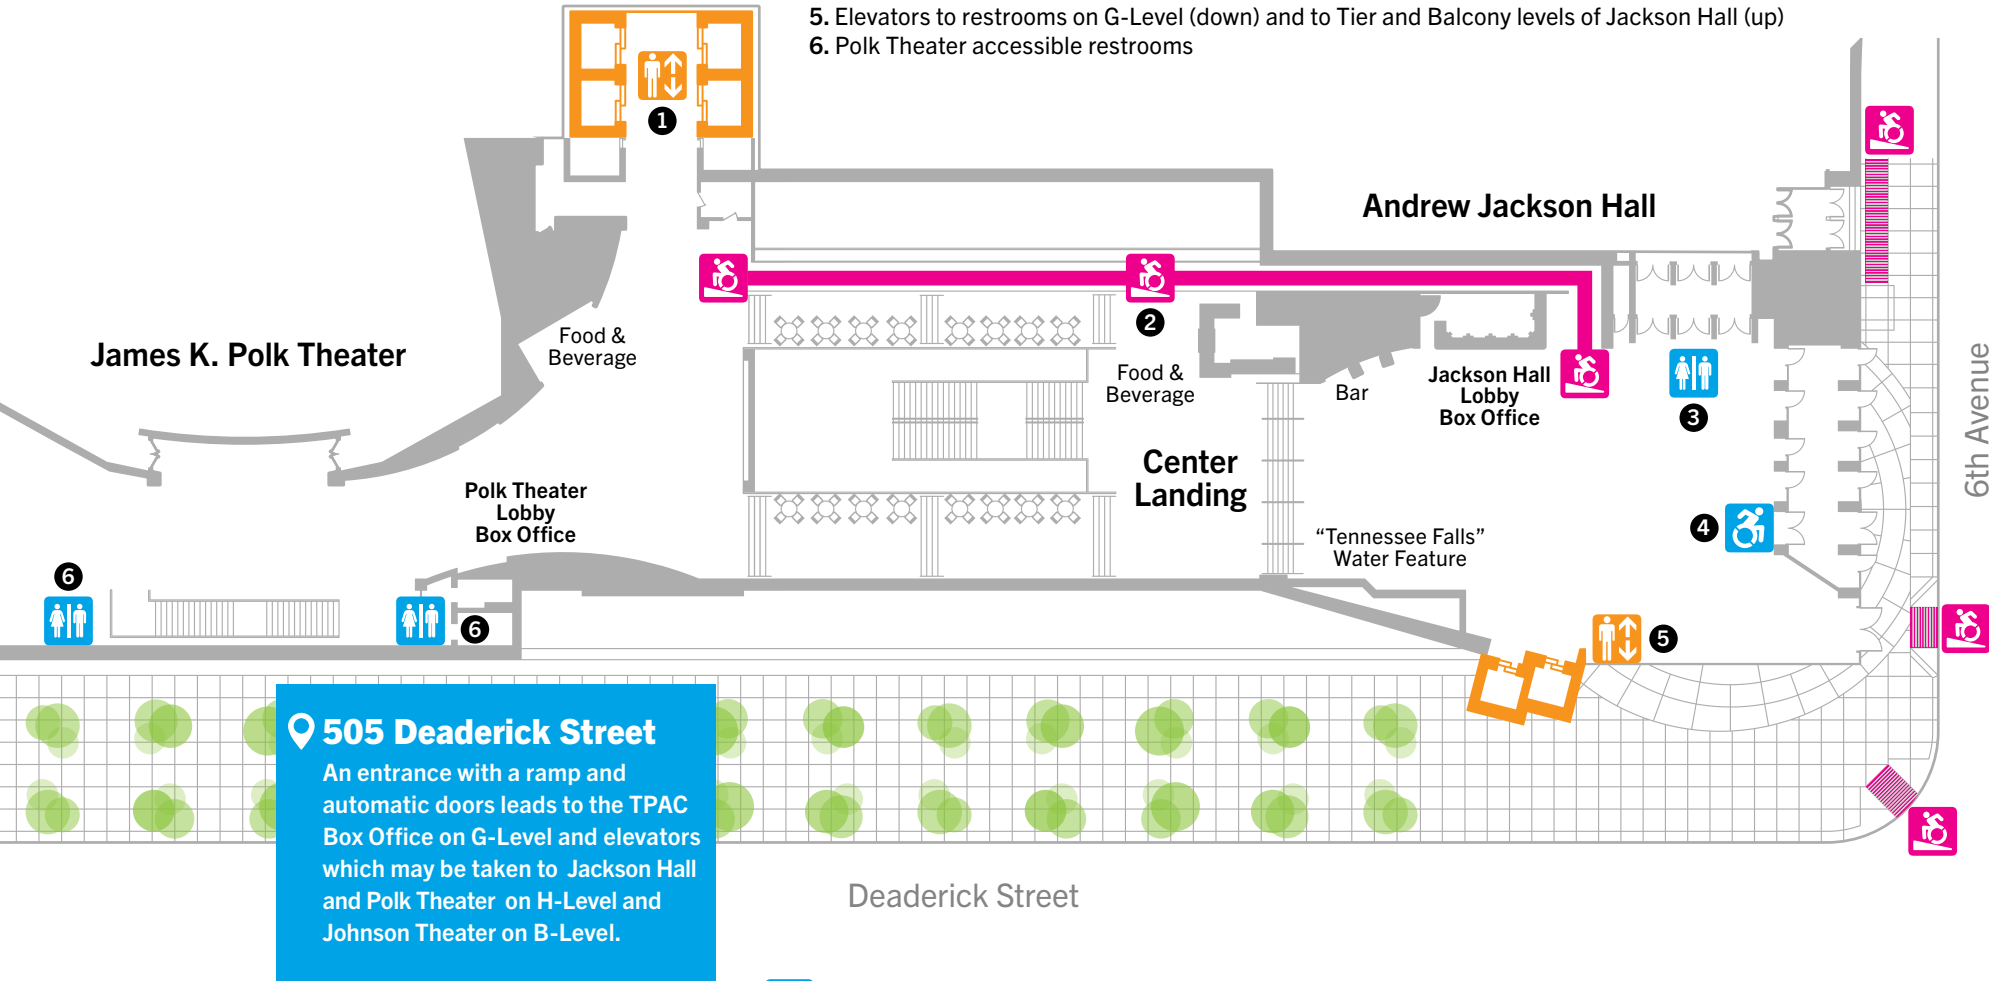 5. Elevators to restrooms on G-Level (down) and to Tier and Balcony levels of Jackson Hall (up)
6. Polk Theater accessible restrooms
1
Andrew Jackson Hall
2
Food &
Beverage
James K. Polk Theater
Food &
Beverage
Bar
Jackson Hall
Lobby
Box Office
3
6th Avenue
Center
Landing
Polk Theater
Lobby
Box Office
4
“Tennessee Falls”
Water Feature
6
6
5
505 Deaderick Street
An entrance with a ramp and
automatic doors leads to the TPAC
Box Office on G-Level and elevators
which may be taken to Jackson Hall
and Polk Theater on H-Level and
Johnson Theater on B-Level.
Deaderick Street